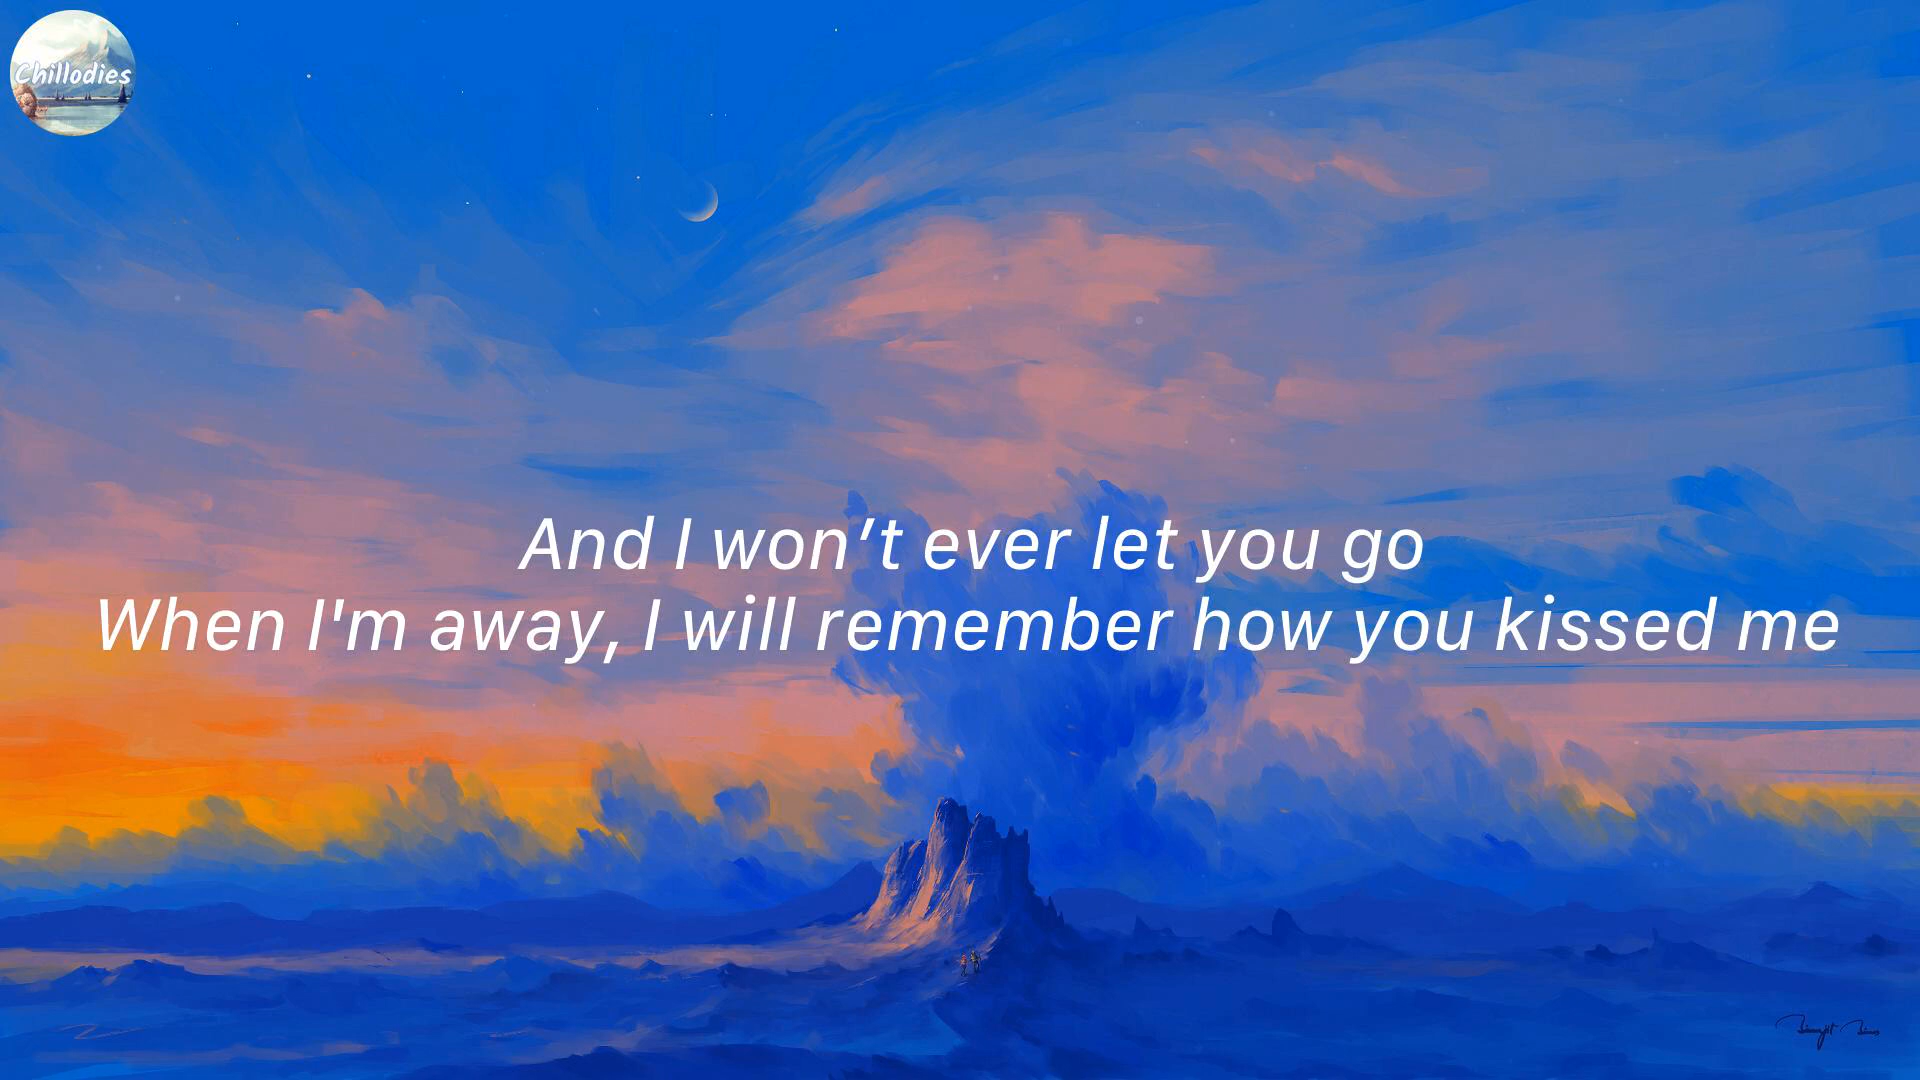 Chillodies
And I won’t ever let you go
When I'm away, I will remember how you kissed me